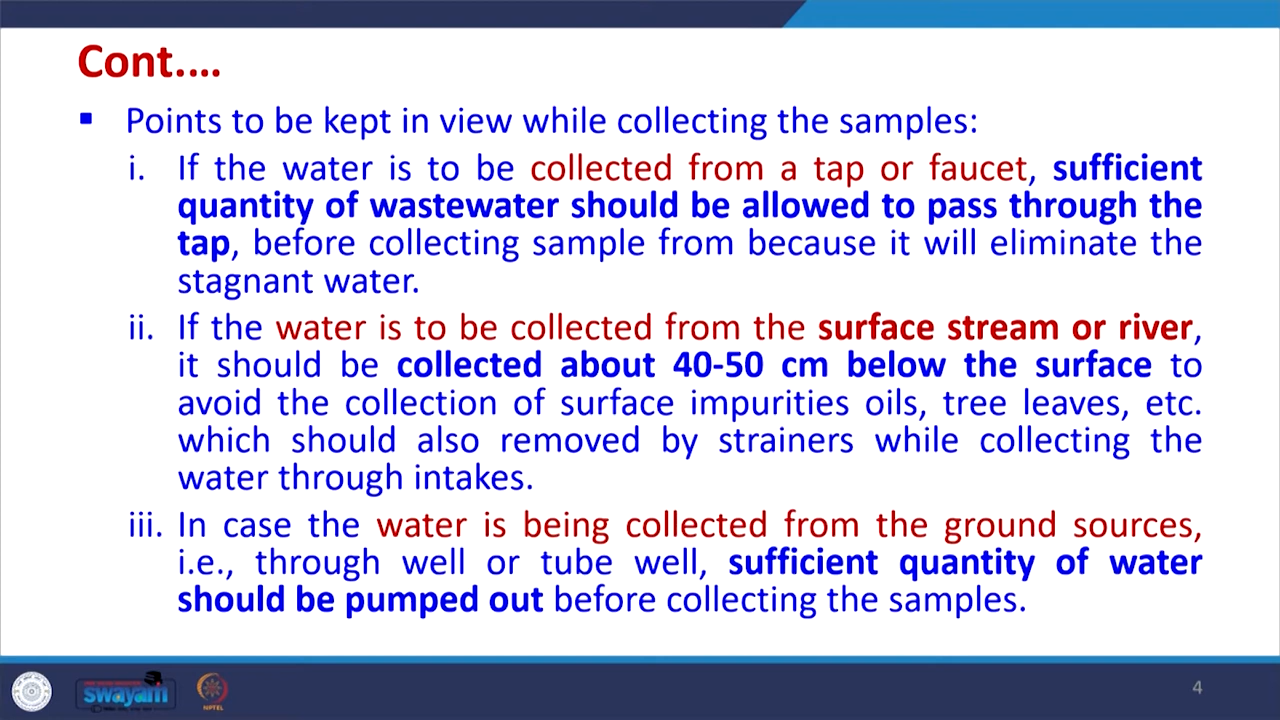 Cont.…
▪ Points to be kept in view while collecting the samples:
i. If the water is to be collected from a tap or faucet, sufficient
quantity of wastewater should be allowed to pass through the
tap, before collecting sample from because it will eliminate the
stagnant water.
ii. If the water is to be collected from the surface stream or river,
it should be collected about 40-50 cm below the surface to
avoid the collection of surface impurities oils, tree leaves, etc.
which should also removed by strainers while collecting the
water through intakes.
iii. In case the water is being collected from the ground sources,
i.e., through well or tube well, sufficient quantity of water
should be pumped out before collecting the samples.
swayam
NPTEL
4